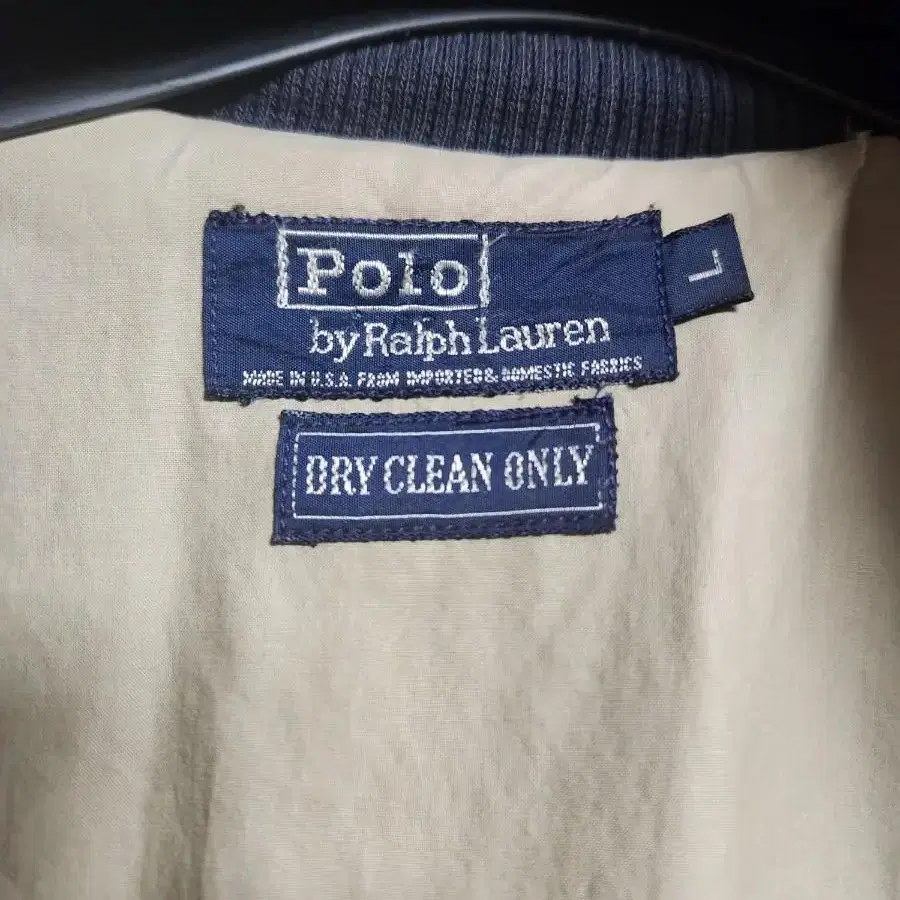 Polo
by Ralph Lauren
MADE IN U.S.A. FROM IMPORTED & DOMESTIC FABRICS
L
DRY CLEAN ONLY